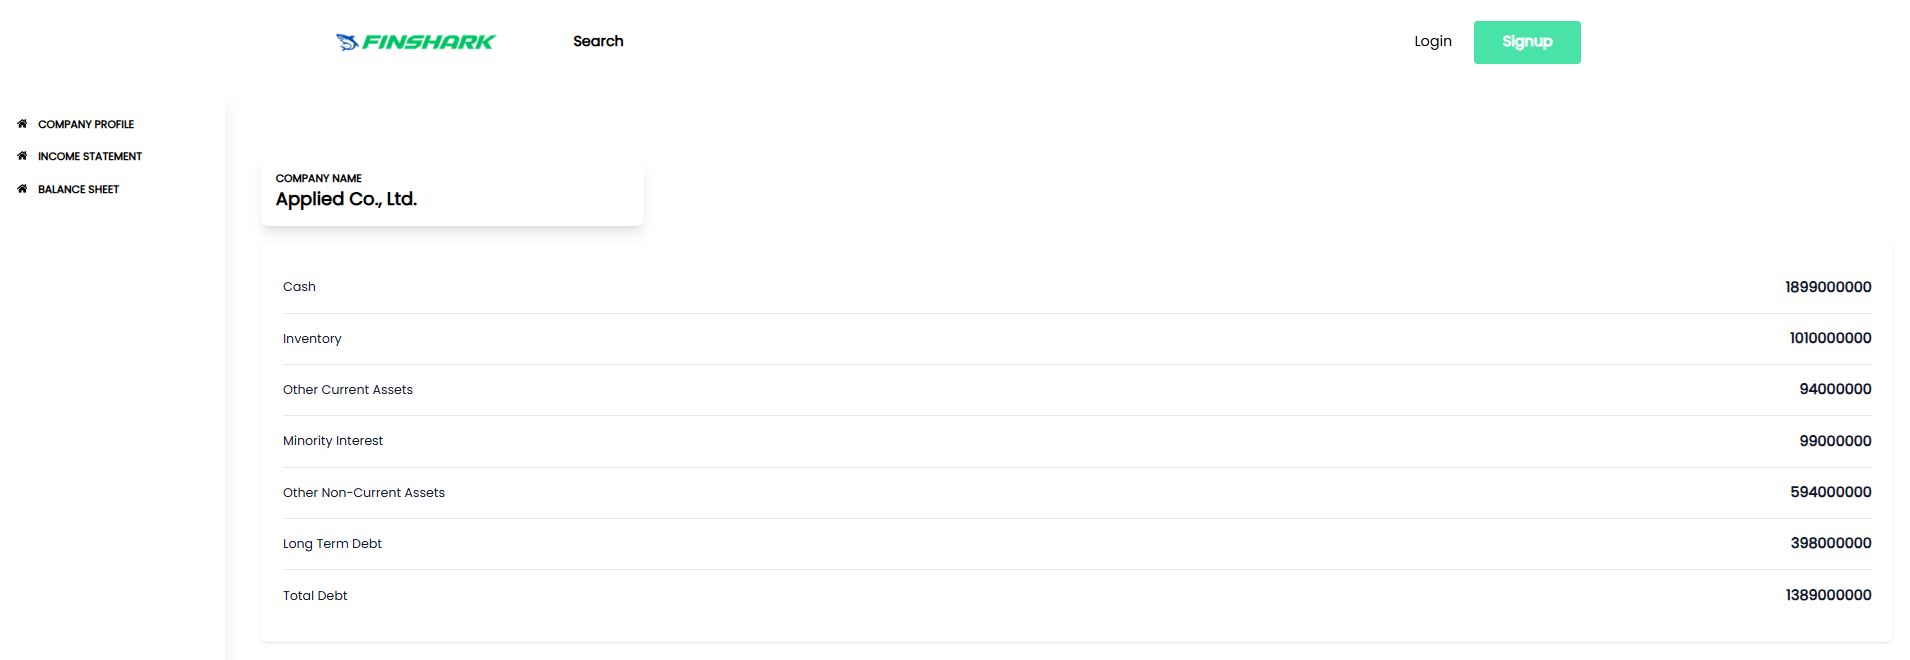 FINSHARK
Search
Login
Signup
COMPANY PROFILE
INCOME STATEMENT
BALANCE SHEET
COMPANY NAME
Applied Co., Ltd.
Cash 1899000000
Inventory 1010000000
Other Current Assets 94000000
Minority Interest 99000000
Other Non-Current Assets 594000000
Long Term Debt 398000000
Total Debt 1389000000